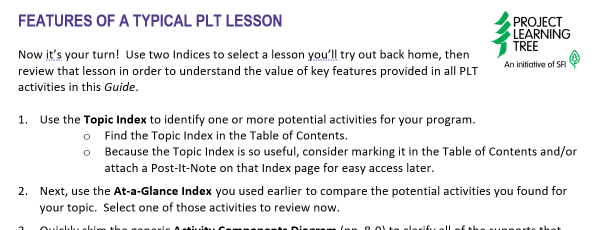 FEATURES OF A TYPICAL PLT LESSON
PROJECT
LEARNING
TREE
An initiative of SFI
Now it's your turn!  Use two Indices to select a lesson you'll try out back home, then
review that lesson in order to understand the value of key features provided in all PLT
activities in this Guide.
1. Use the Topic Index to identify one or more potential activities for your program.
o Find the Topic Index in the Table of Contents.
o Because the Topic Index is so useful, consider marking it in the Table of Contents and/or
attach a Post-It-Note on that Index page for easy access later.
2. Next, use the At-a-Glance Index you used earlier to compare the potential activities you found for
your topic.  Select one of those activities to review now.
3. Quickly skim the generic Activity Components Diagram (pp. 8-9) to clarify all of the supports that